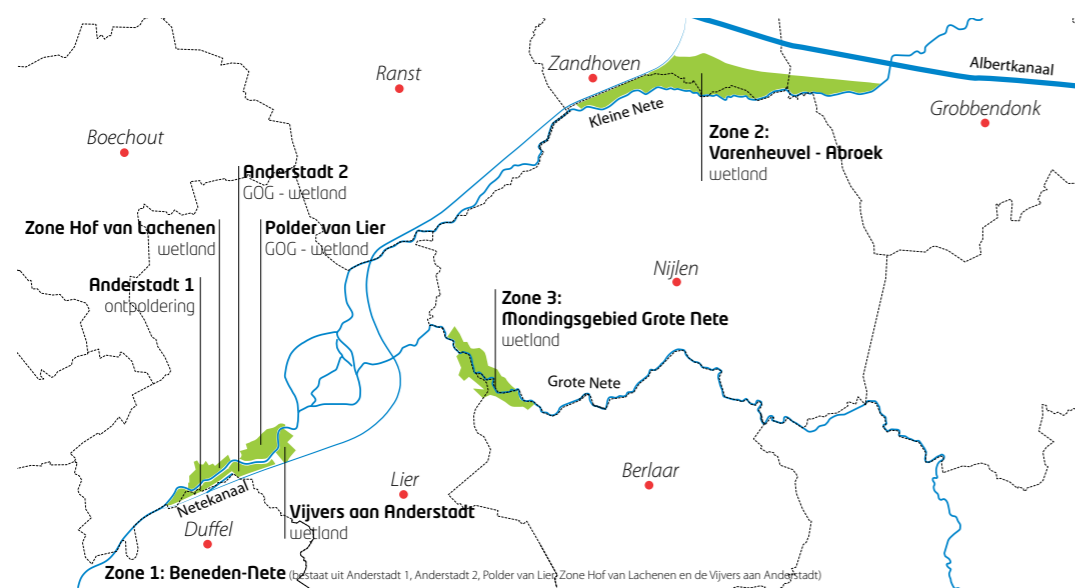 Zandhoven
Albertkanaal
Ranst
Grobbendonk
Kleine Nete
Boechout
Zone 2:
Varenheuvel - Abroek
wetland
Anderstadt 2
GOG - wetland
Zone Hof van Lachenen
wetland
Polder van Lier
GOG - wetland
Anderstadt 1
ontpoldering
Nijlen
Zone 3:
Mondingsgebied Grote Nete
wetland
Grote Nete
Berlaar
Lier
Netekanaal
Vijvers aan Anderstadt
wetland
Duffel
Zone 1: Beneden-Nete (bestaat uit Anderstadt 1, Anderstadt 2, Polder van Lier, Zone Hof van Lachenen en de Vijvers aan Anderstadt)